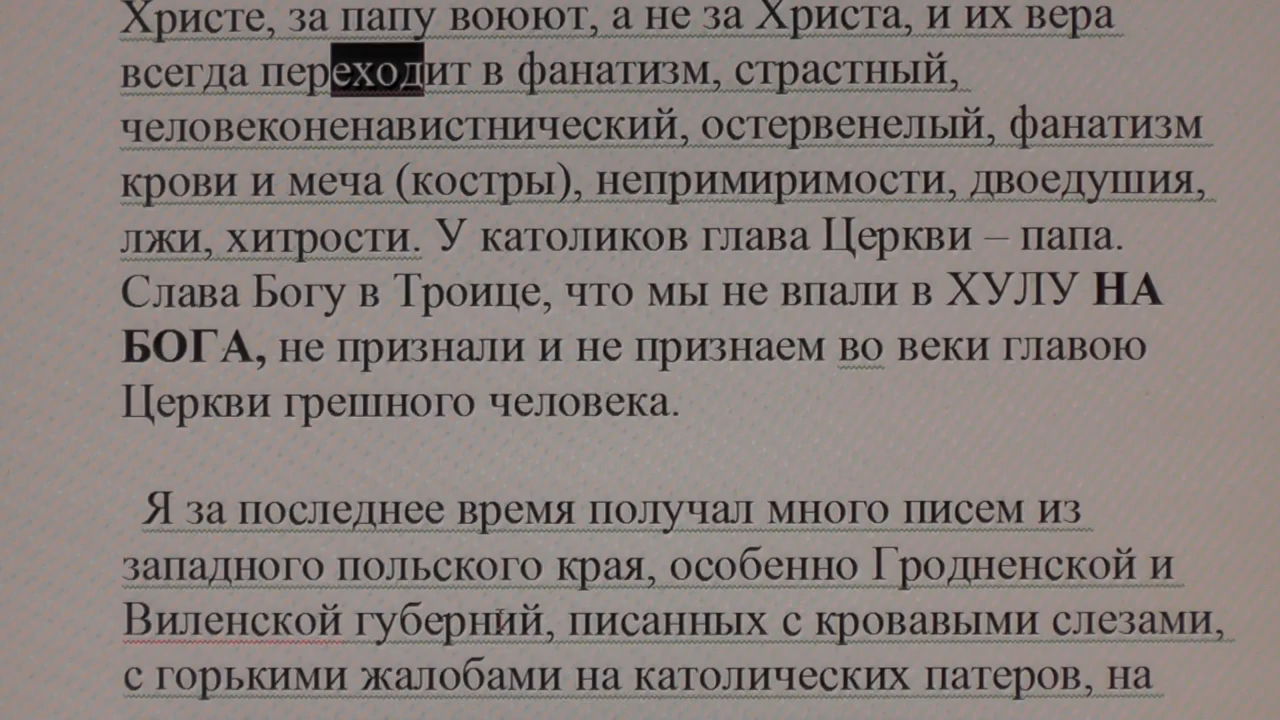 Христе, за папу воюют, а не за Христа, и их вера
всегда переходит в фанатизм, страстный,
человеконенавистнический, остервенелый, фанатизм
крови и меча (костры), непримиримости, двоедушия,
лжи, хитрости. У католиков глава Церкви – папа.
Слава Богу в Троице, что мы не впали в ХУЛУ НА
БОГА, не признали и не признаем во веки главою
Церкви грешного человека.
Я за последнее время получал много писем из
западного польского края, особенно Гродненской и
Виленской губерний, писанных с кровавыми слезами,
с горькими жалобами на католических патеров, на